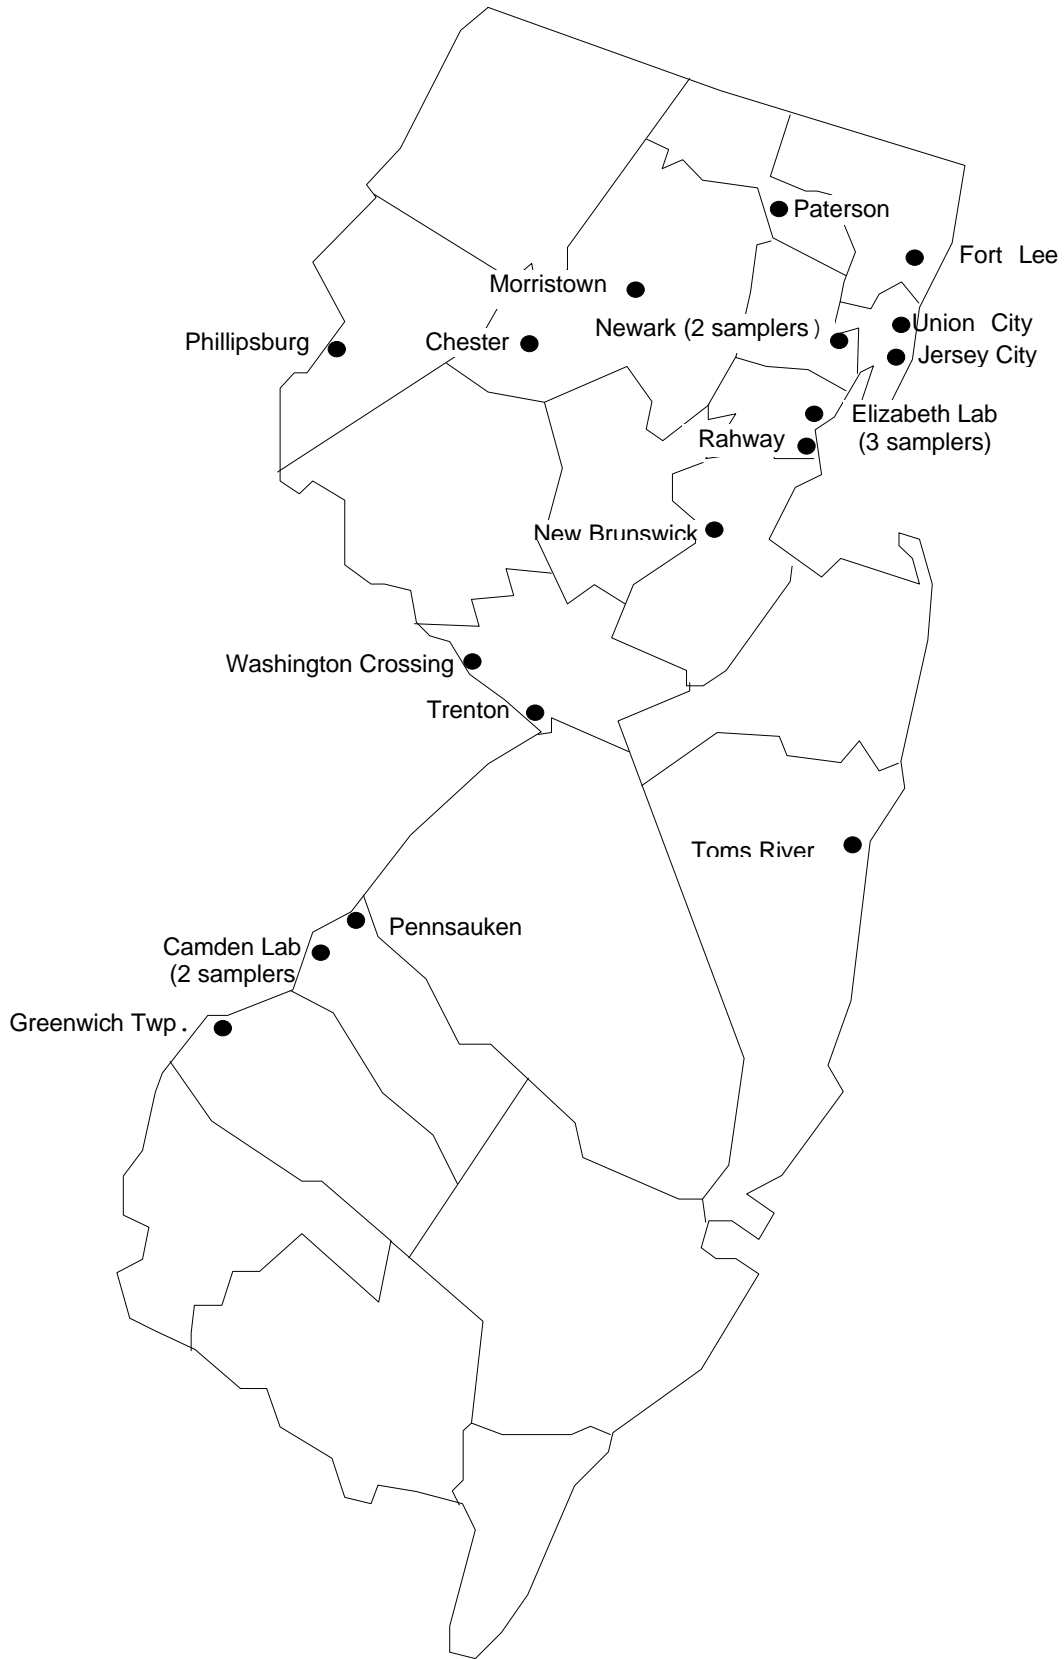 Paterson
Fort Lee
Morristown
Newark (2 samplers )
Union City
Phillipsburg
Chester
Jersey City
Elizabeth Lab
(3 samplers)
Rahway
New Brunswick
Washington Crossing
Trenton
Toms River
Pennsauken
Camden Lab
(2 samplers
Greenwich Twp.